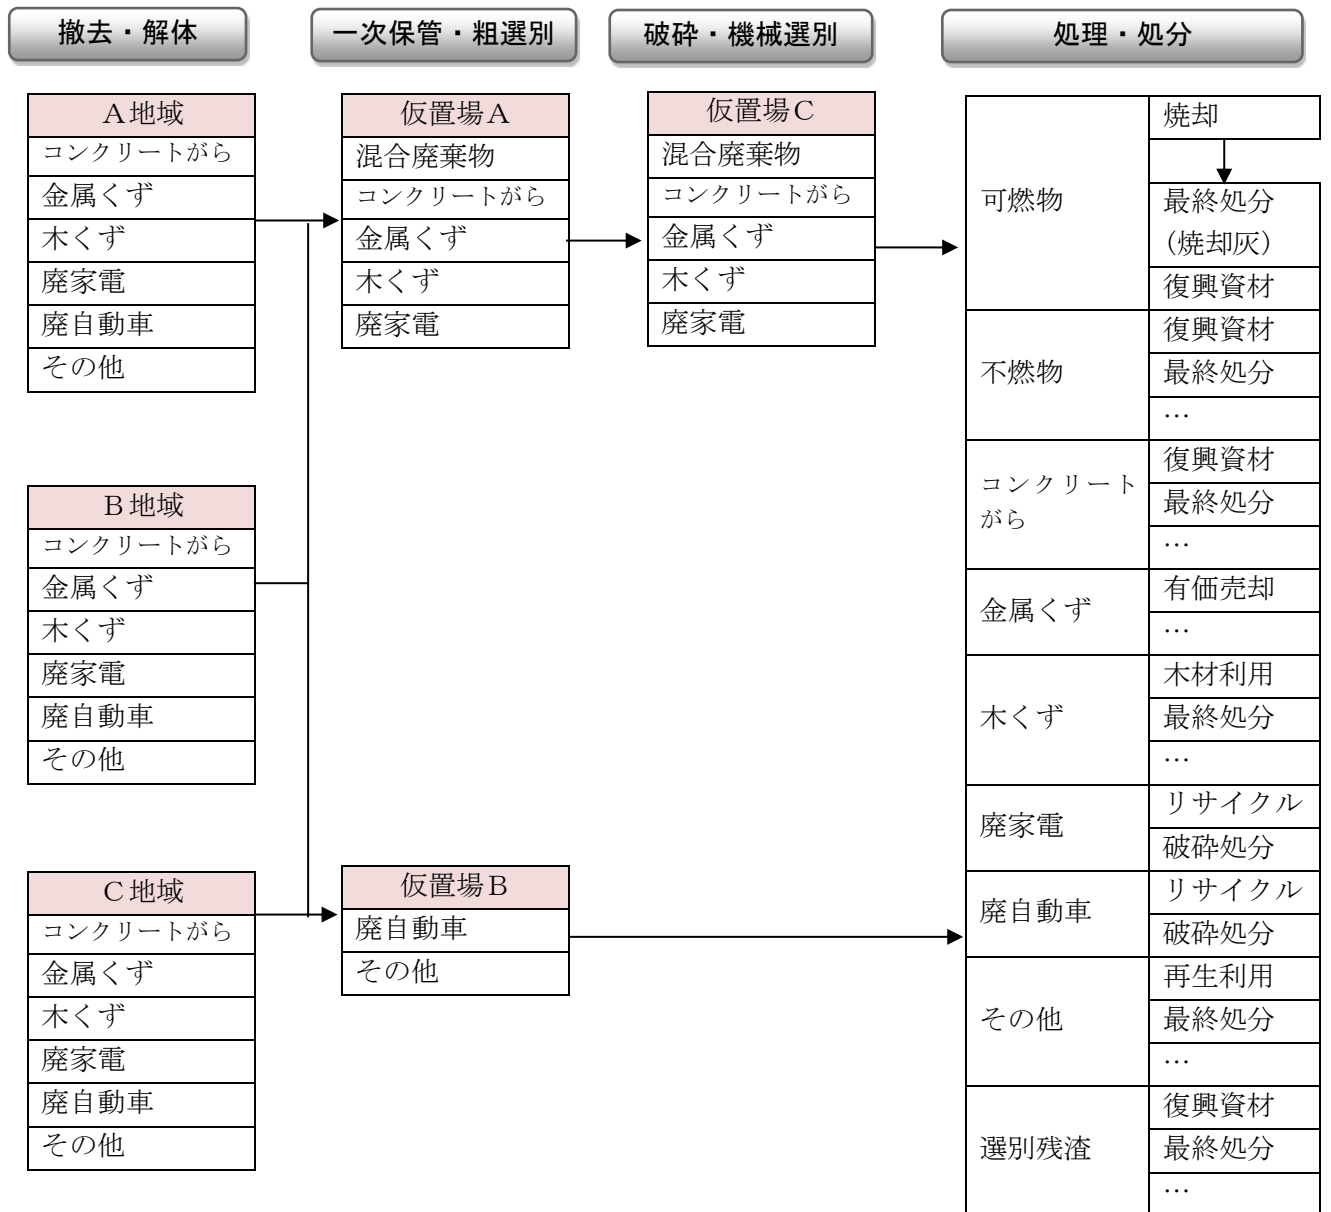 撤去・解体
一次保管・粗選別
破砕・機械選別
処理・処分
Ａ地域
コンクリートがら
金属くず
木くず
廃家電
廃自動車
その他
Ｂ地域
コンクリートがら
金属くず
木くず
廃家電
廃自動車
その他
Ｃ地域
コンクリートがら
金属くず
木くず
廃家電
廃自動車
その他
仮置場Ａ
混合廃棄物
コンクリートがら
金属くず
木くず
廃家電
仮置場Ｂ
廃自動車
その他
仮置場Ｃ
混合廃棄物
コンクリートがら
金属くず
木くず
廃家電
可燃物
焼却
最終処分
（焼却灰）
復興資材
不燃物
復興資材
最終処分
…
コンクリート
がら
復興資材
最終処分
…
金属くず
有価売却
…
木くず
木材利用
最終処分
…
廃家電
リサイクル
破砕処分
廃自動車
リサイクル
破砕処分
その他
再生利用
最終処分
…
選別残渣
復興資材
最終処分
…